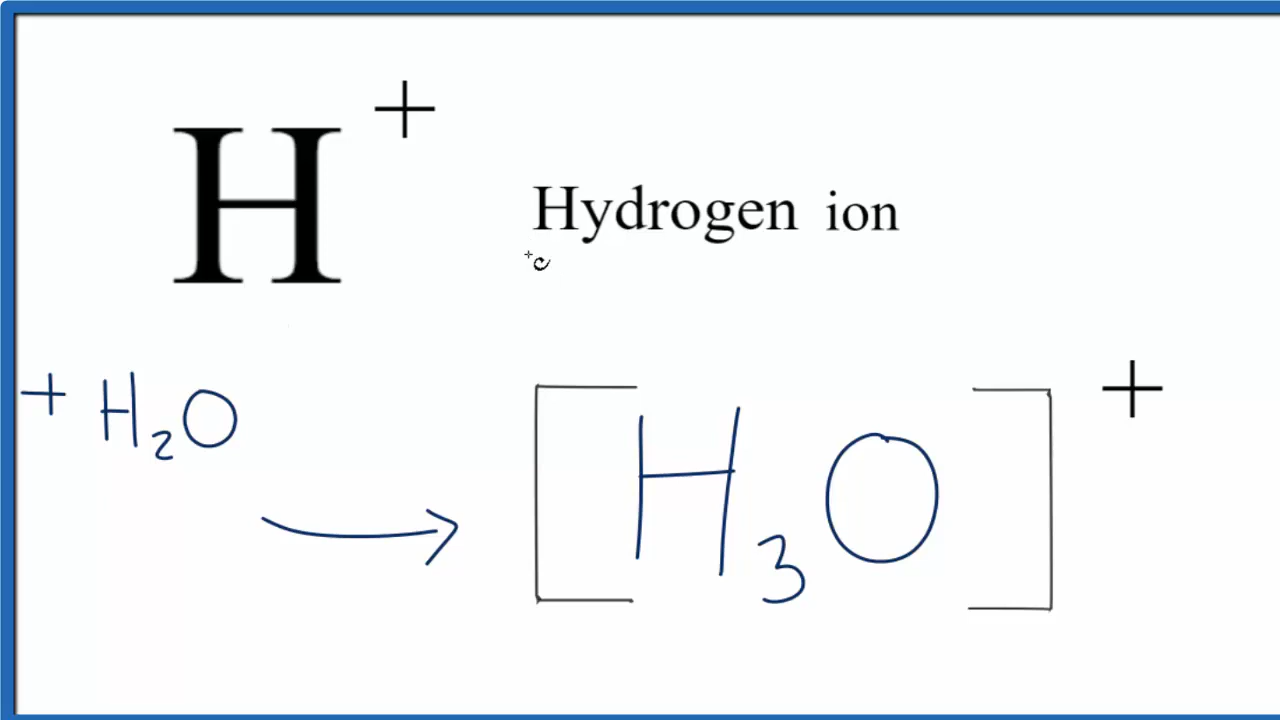 H⁺
Hydrogen ion
+ H₂O
→ [H₃O]⁺